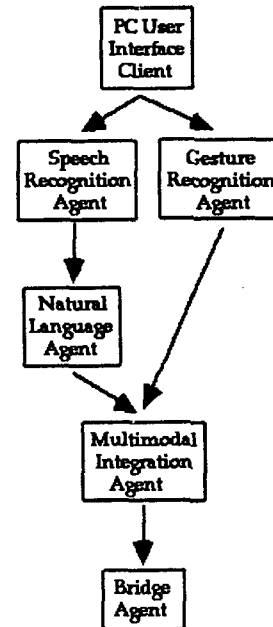 PC User
Interface
Client
Speech
Recognition
Agent
Gesture
Recognition
Agent
Natural
Language
Agent
Multimodal
Integration
Agent
Bridge
Agent